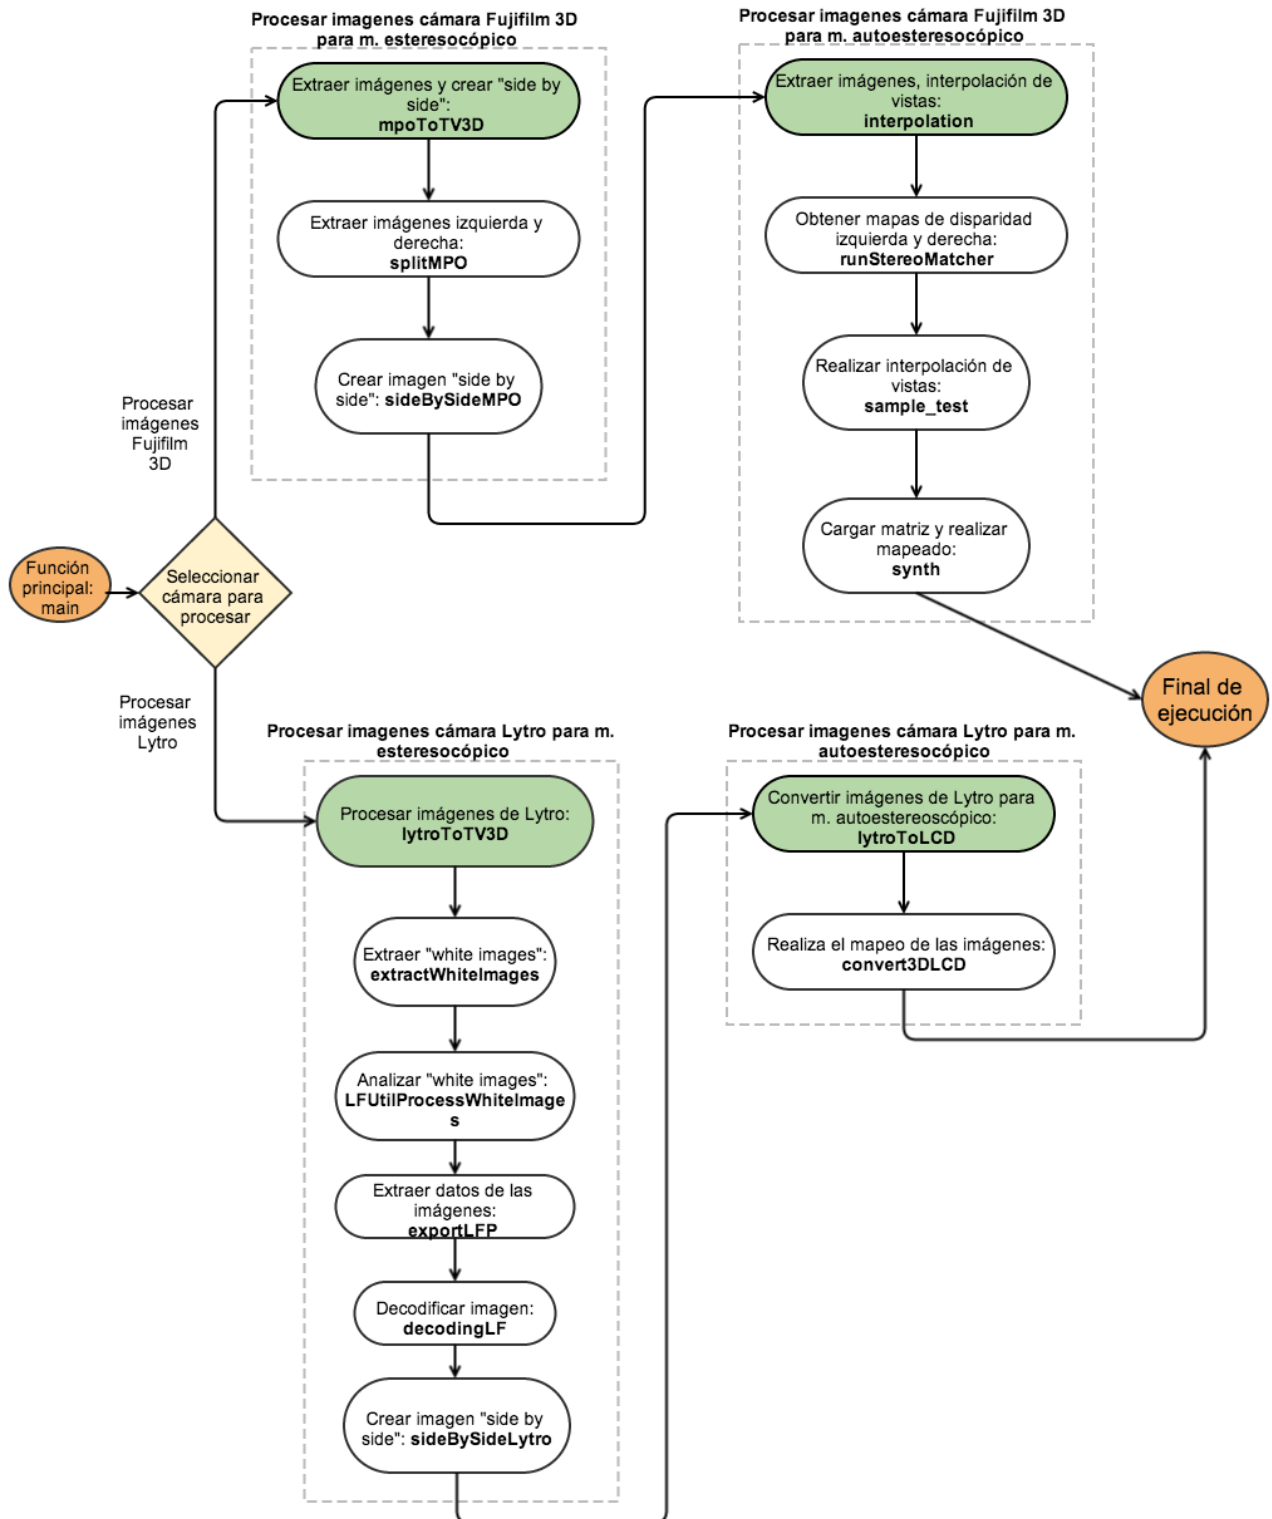 Procesar imagenes cámara Fujifilm 3D
para m. esteresocópico
Extraer imágenes y crear "side by
side":
mpoToTV3D
Extraer imágenes izquierda y
derecha:
splitMPO
Crear imagen "side by
side": sideBySideMPO
Procesar imagenes cámara Fujifilm 3D
para m. autoesteresocópico
Extraer imágenes, interpolación de
vistas:
interpolation
Obtener mapas de disparidad
izquierda y derecha:
runStereoMatcher
Realizar interpolación de
vistas:
sample_test
Cargar matriz y realizar
mapeado:
synth
Procesar
imágenes
Fujifilm
3D
Función
principal:
main
Seleccionar
cámara para
procesar
Procesar
imágenes
Lytro
Final de
ejecución
Procesar imagenes cámara Lytro para m.
esteresocópico
Procesar imágenes de Lytro:
lytroToTV3D
Extraer "white images":
extractWhiteImages
Analizar "white images":
LFUtilProcessWhiteImage
s
Extraer datos de las
imágenes:
exportLFP
Decodificar imagen:
decodingLF
Crear imagen "side by
side": sideBySideLytro
Procesar imagenes cámara Lytro para m.
autoesteresocópico
Convertir imágenes de Lytro para
m. autoestereoscópico:
lytroToLCD
Realiza el mapeo de las imágenes:
convert3DLCD